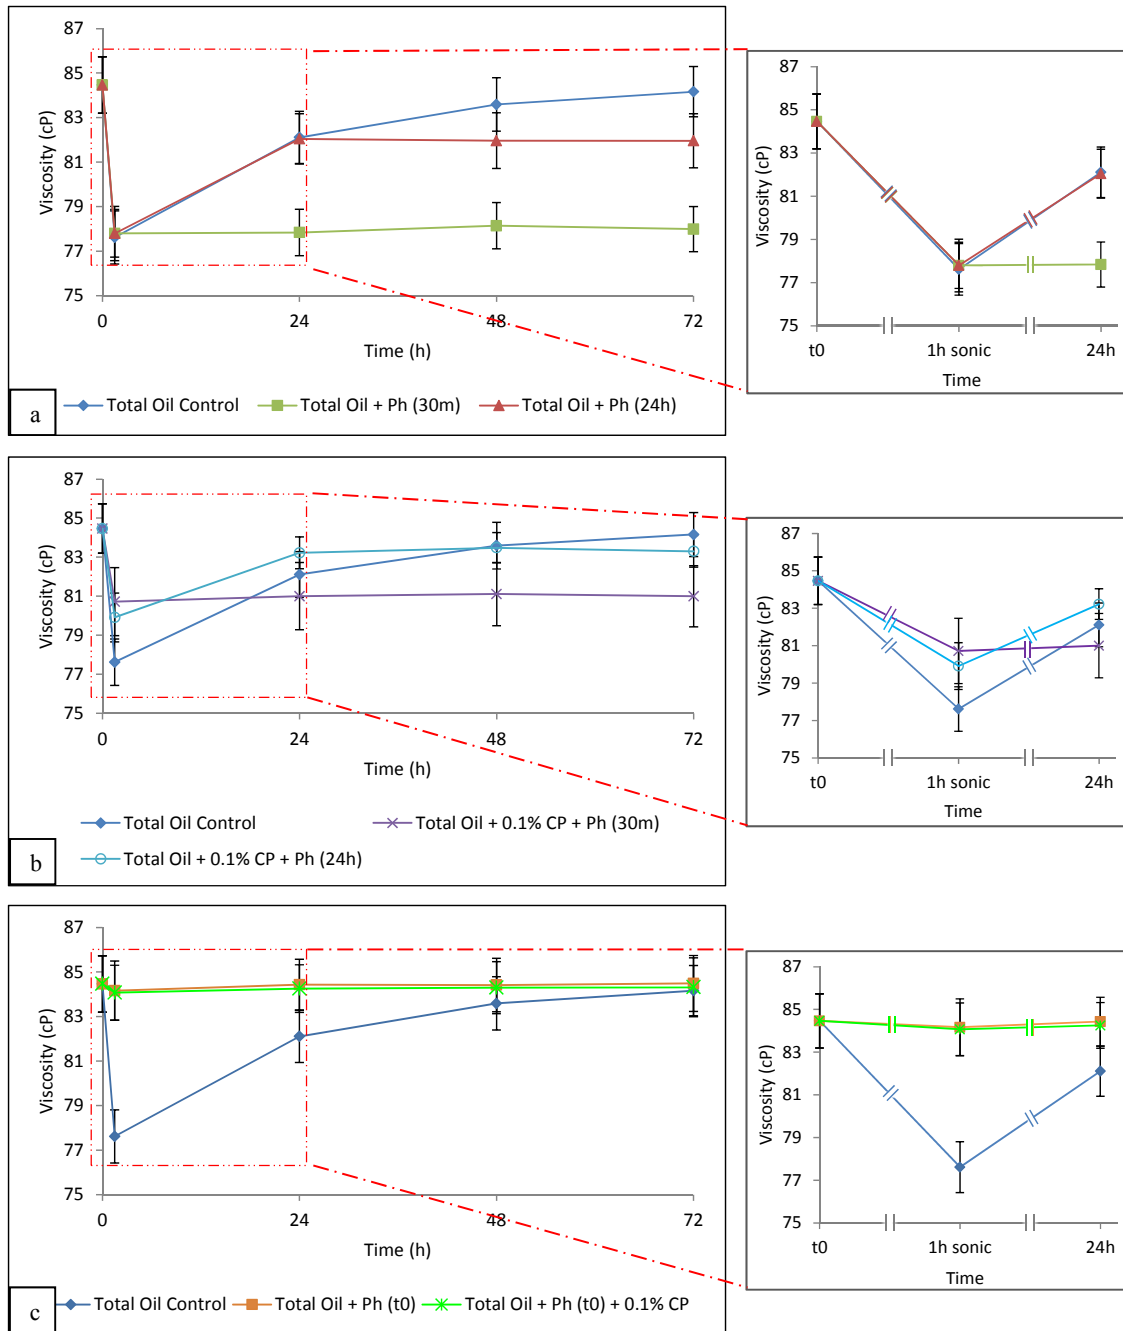 87
85
83
81
79
77
75
Viscosity (cP)
0
24
48
72
Time (h)
a
Total Oil Control
Total Oil + Ph (30m)
Total Oil + Ph (24h)
87
85
83
81
79
77
75
Viscosity (cP)
t0
1h sonic
24h
Time
87
85
83
81
79
77
75
Viscosity (cP)
0
24
48
72
Time (h)
b
Total Oil Control
Total Oil + 0.1% CP + Ph (30m)
Total Oil + 0.1% CP + Ph (24h)
87
85
83
81
79
77
75
Viscosity (cP)
t0
1h sonic
24h
Time
87
85
83
81
79
77
75
Viscosity (cP)
0
24
48
72
Time (h)
c
Total Oil Control
Total Oil + Ph (t0)
Total Oil + Ph (t0) + 0.1% CP
87
85
83
81
79
77
75
Viscosity (cP)
t0
1h sonic
24h
Time